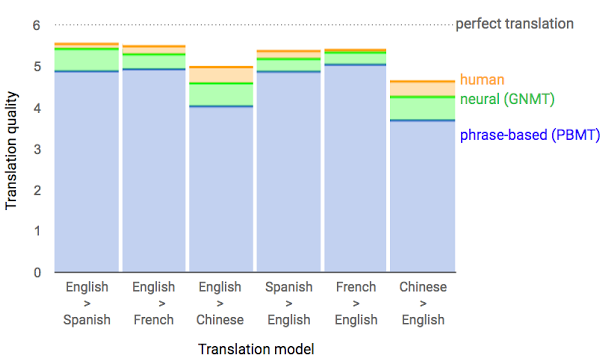 6
perfect translation
5
human
neural (GNMT)
4
phrase-based (PBMT)
3
Translation quality
2
1
0
English > Spanish
English > French
English > Chinese
Spanish > English
French > English
Chinese > English
Translation model